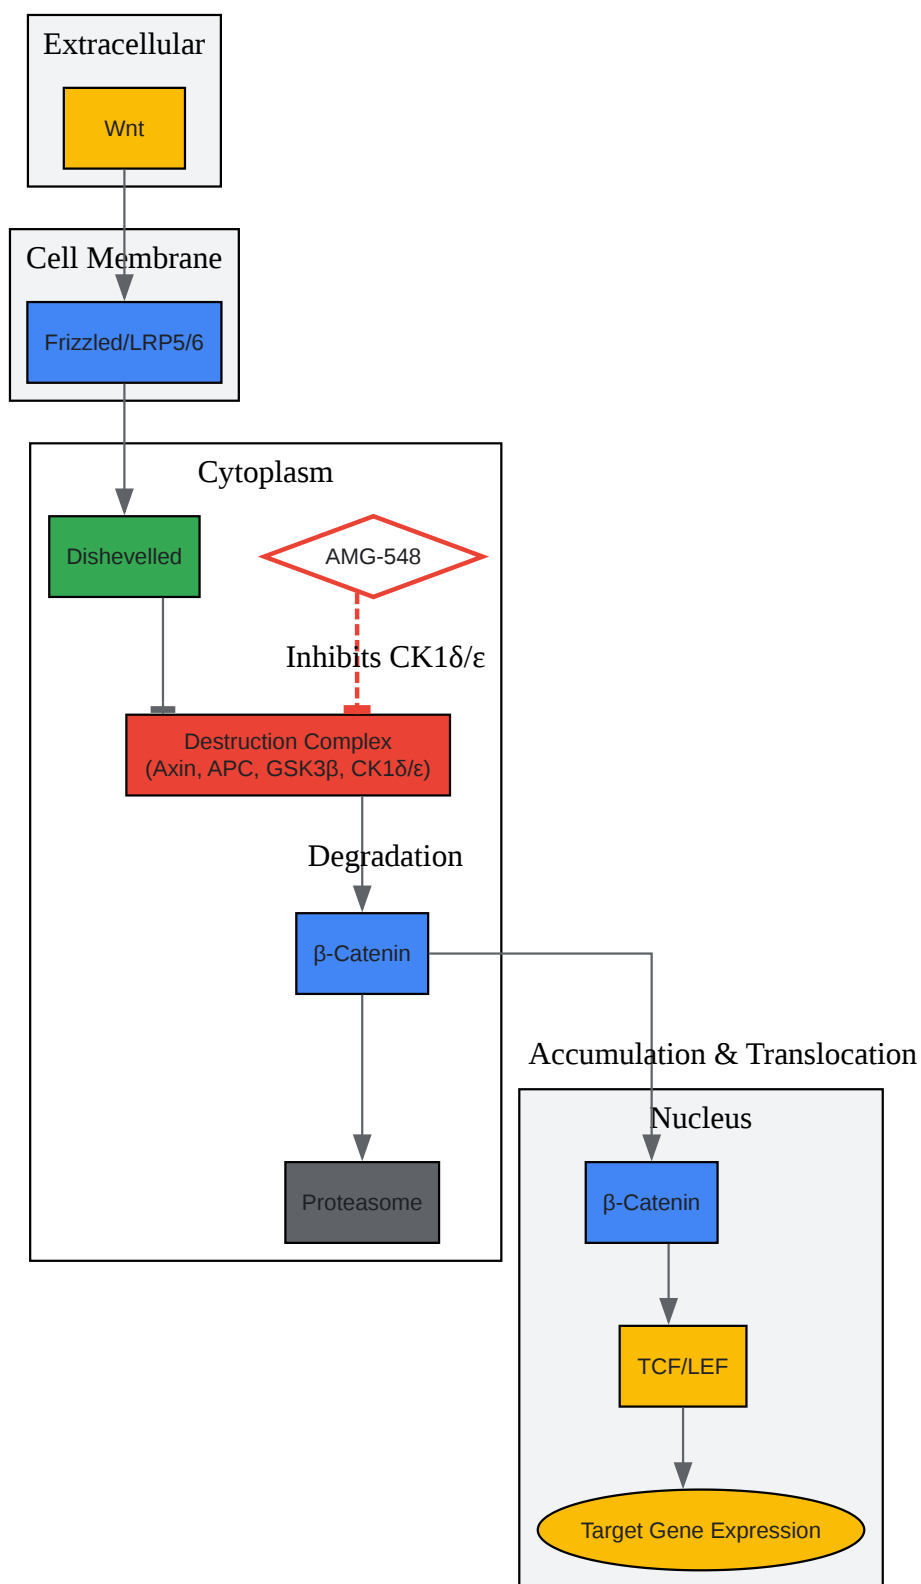 Extracellular
Wnt
Cell Membrane
Frizzled/LRP5/6
Cytoplasm
Dishevelled
AMG-548
Inhibits CK1δ/ε
Destruction Complex
(Axin, APC, GSK3β, CK1δ/ε)
Degradation
β-Catenin
Accumulation & Translocation
Nucleus
Proteasome
β-Catenin
TCF/LEF
Target Gene Expression